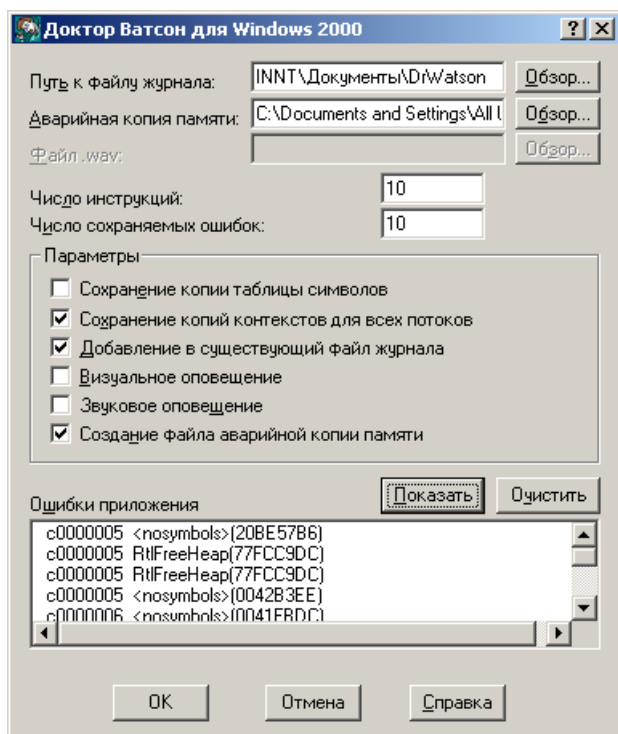 Доктор Ватсон для Windows 2000
Путь к файлу журнала: INNT\Документы\DrWatson Обзор...
Аварийная копия памяти: C:\Documents and Settings\All Обзор...
Файл .wav: Обзор...
Число инструкций: 10
Число сохраняемых ошибок: 10
Параметры
Сохранение копии таблицы символов
Сохранение копий контекстов для всех потоков
Добавление в существующий файл журнала
Визуальное оповещение
Звуковое оповещение
Создание файла аварийной копии памяти
Ошибки приложения Показать Очистить
c0000005 <nosymbols>(20BE57B6)
c0000005 RtlFreeHeap(77FCC9DC)
c0000005 RtlFreeHeap(77FCC9DC)
c0000005 <nosymbols>(0042B3EE)
c0000006 <nosymbols>(0041FBDC)
OK Отмена Справка